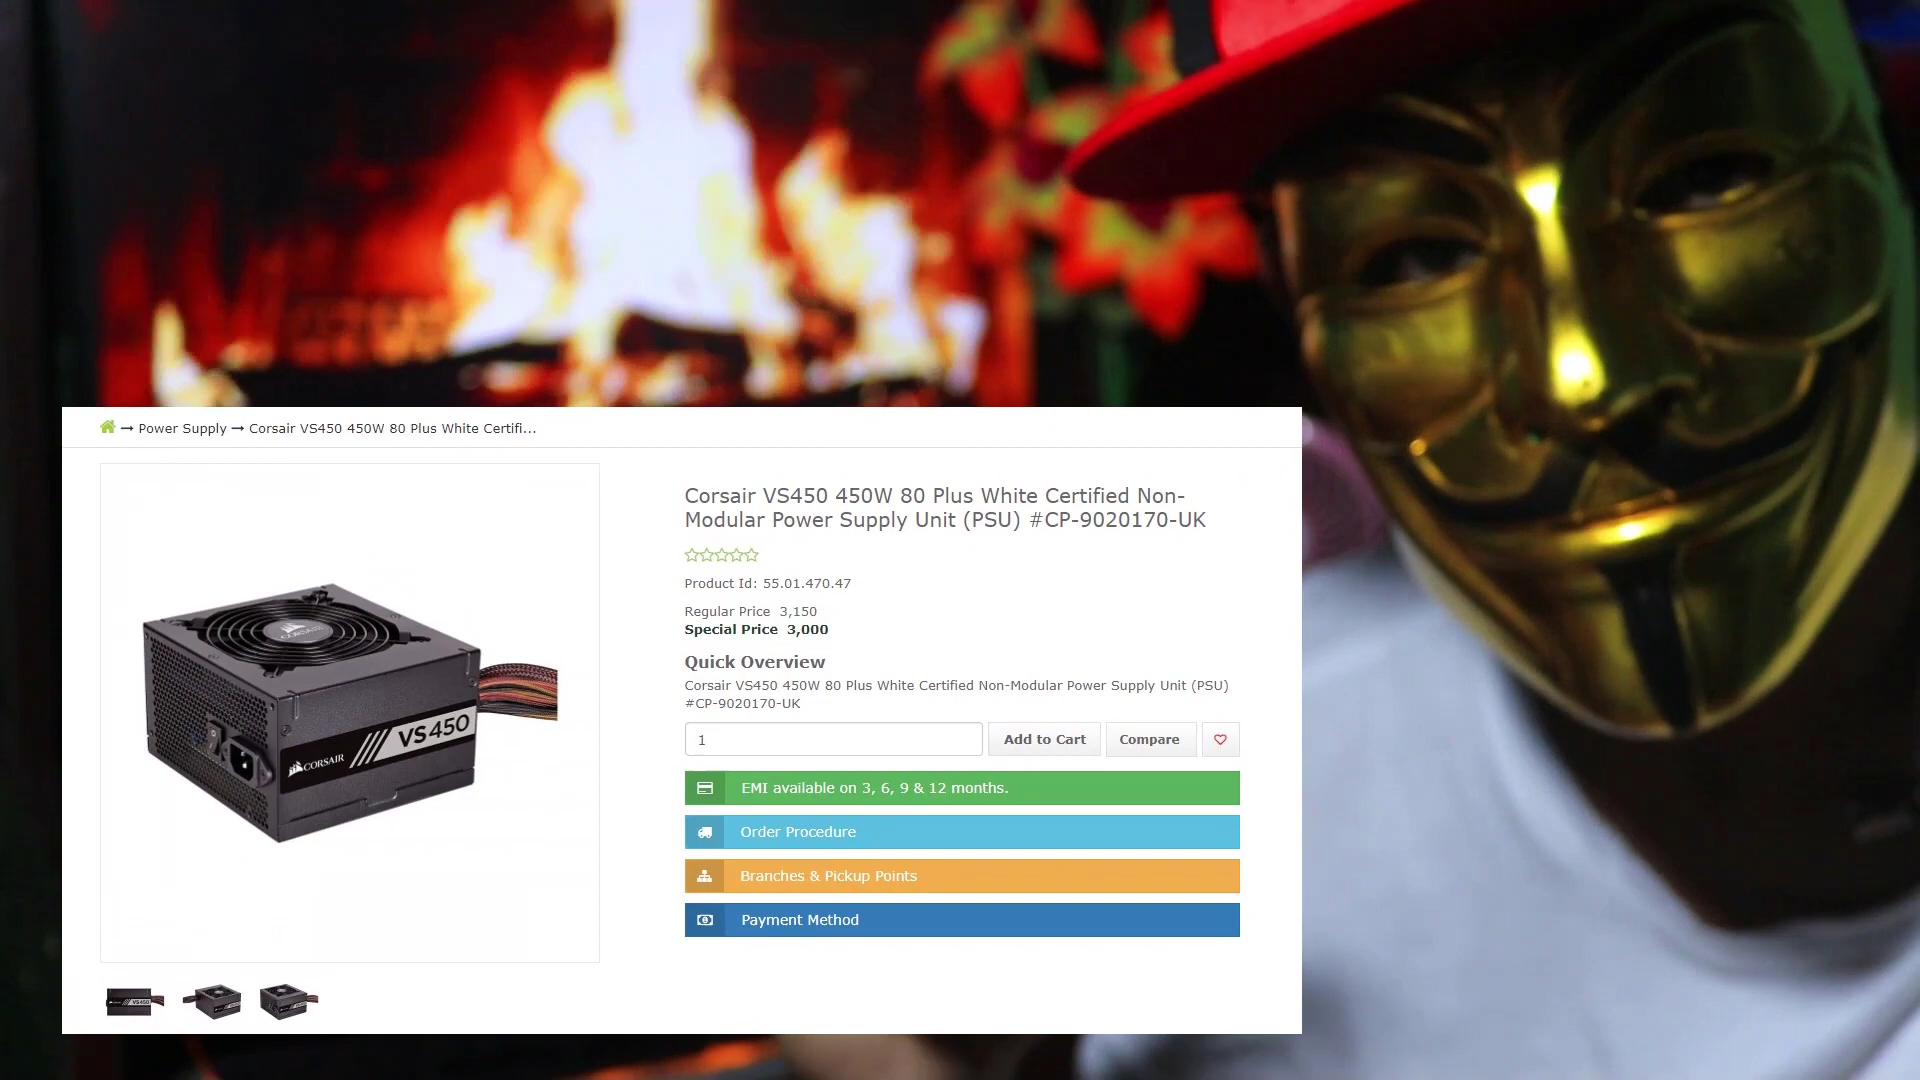 Power Supply Corsair VS450 450W 80 Plus White Certifi...
Corsair VS450 450W 80 Plus White Certified Non-
Modular Power Supply Unit (PSU) #CP-9020170-UK
Product Id: 55.01.470.47
Regular Price 3,150
Special Price 3,000
Quick Overview
Corsair VS450 450W 80 Plus White Certified Non-Modular Power Supply Unit (PSU)
#CP-9020170-UK
1 Add to Cart Compare
EMI available on 3, 6, 9 & 12 months.
Order Procedure
Branches & Pickup Points
Payment Method
CORSAIR
CORSAIR VS450
VS450